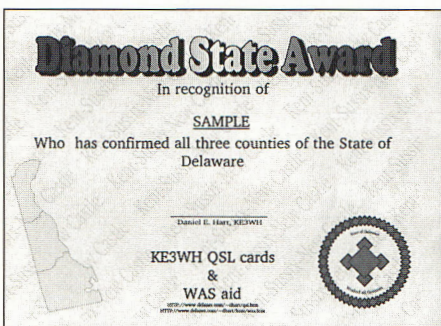 Diamond State Award
In recognition of
SAMPLE
Who has confirmed all three counties of the State of
Delaware
Daniel E. Hart, KE3WH
KE3WH QSL cards
&
WAS aid